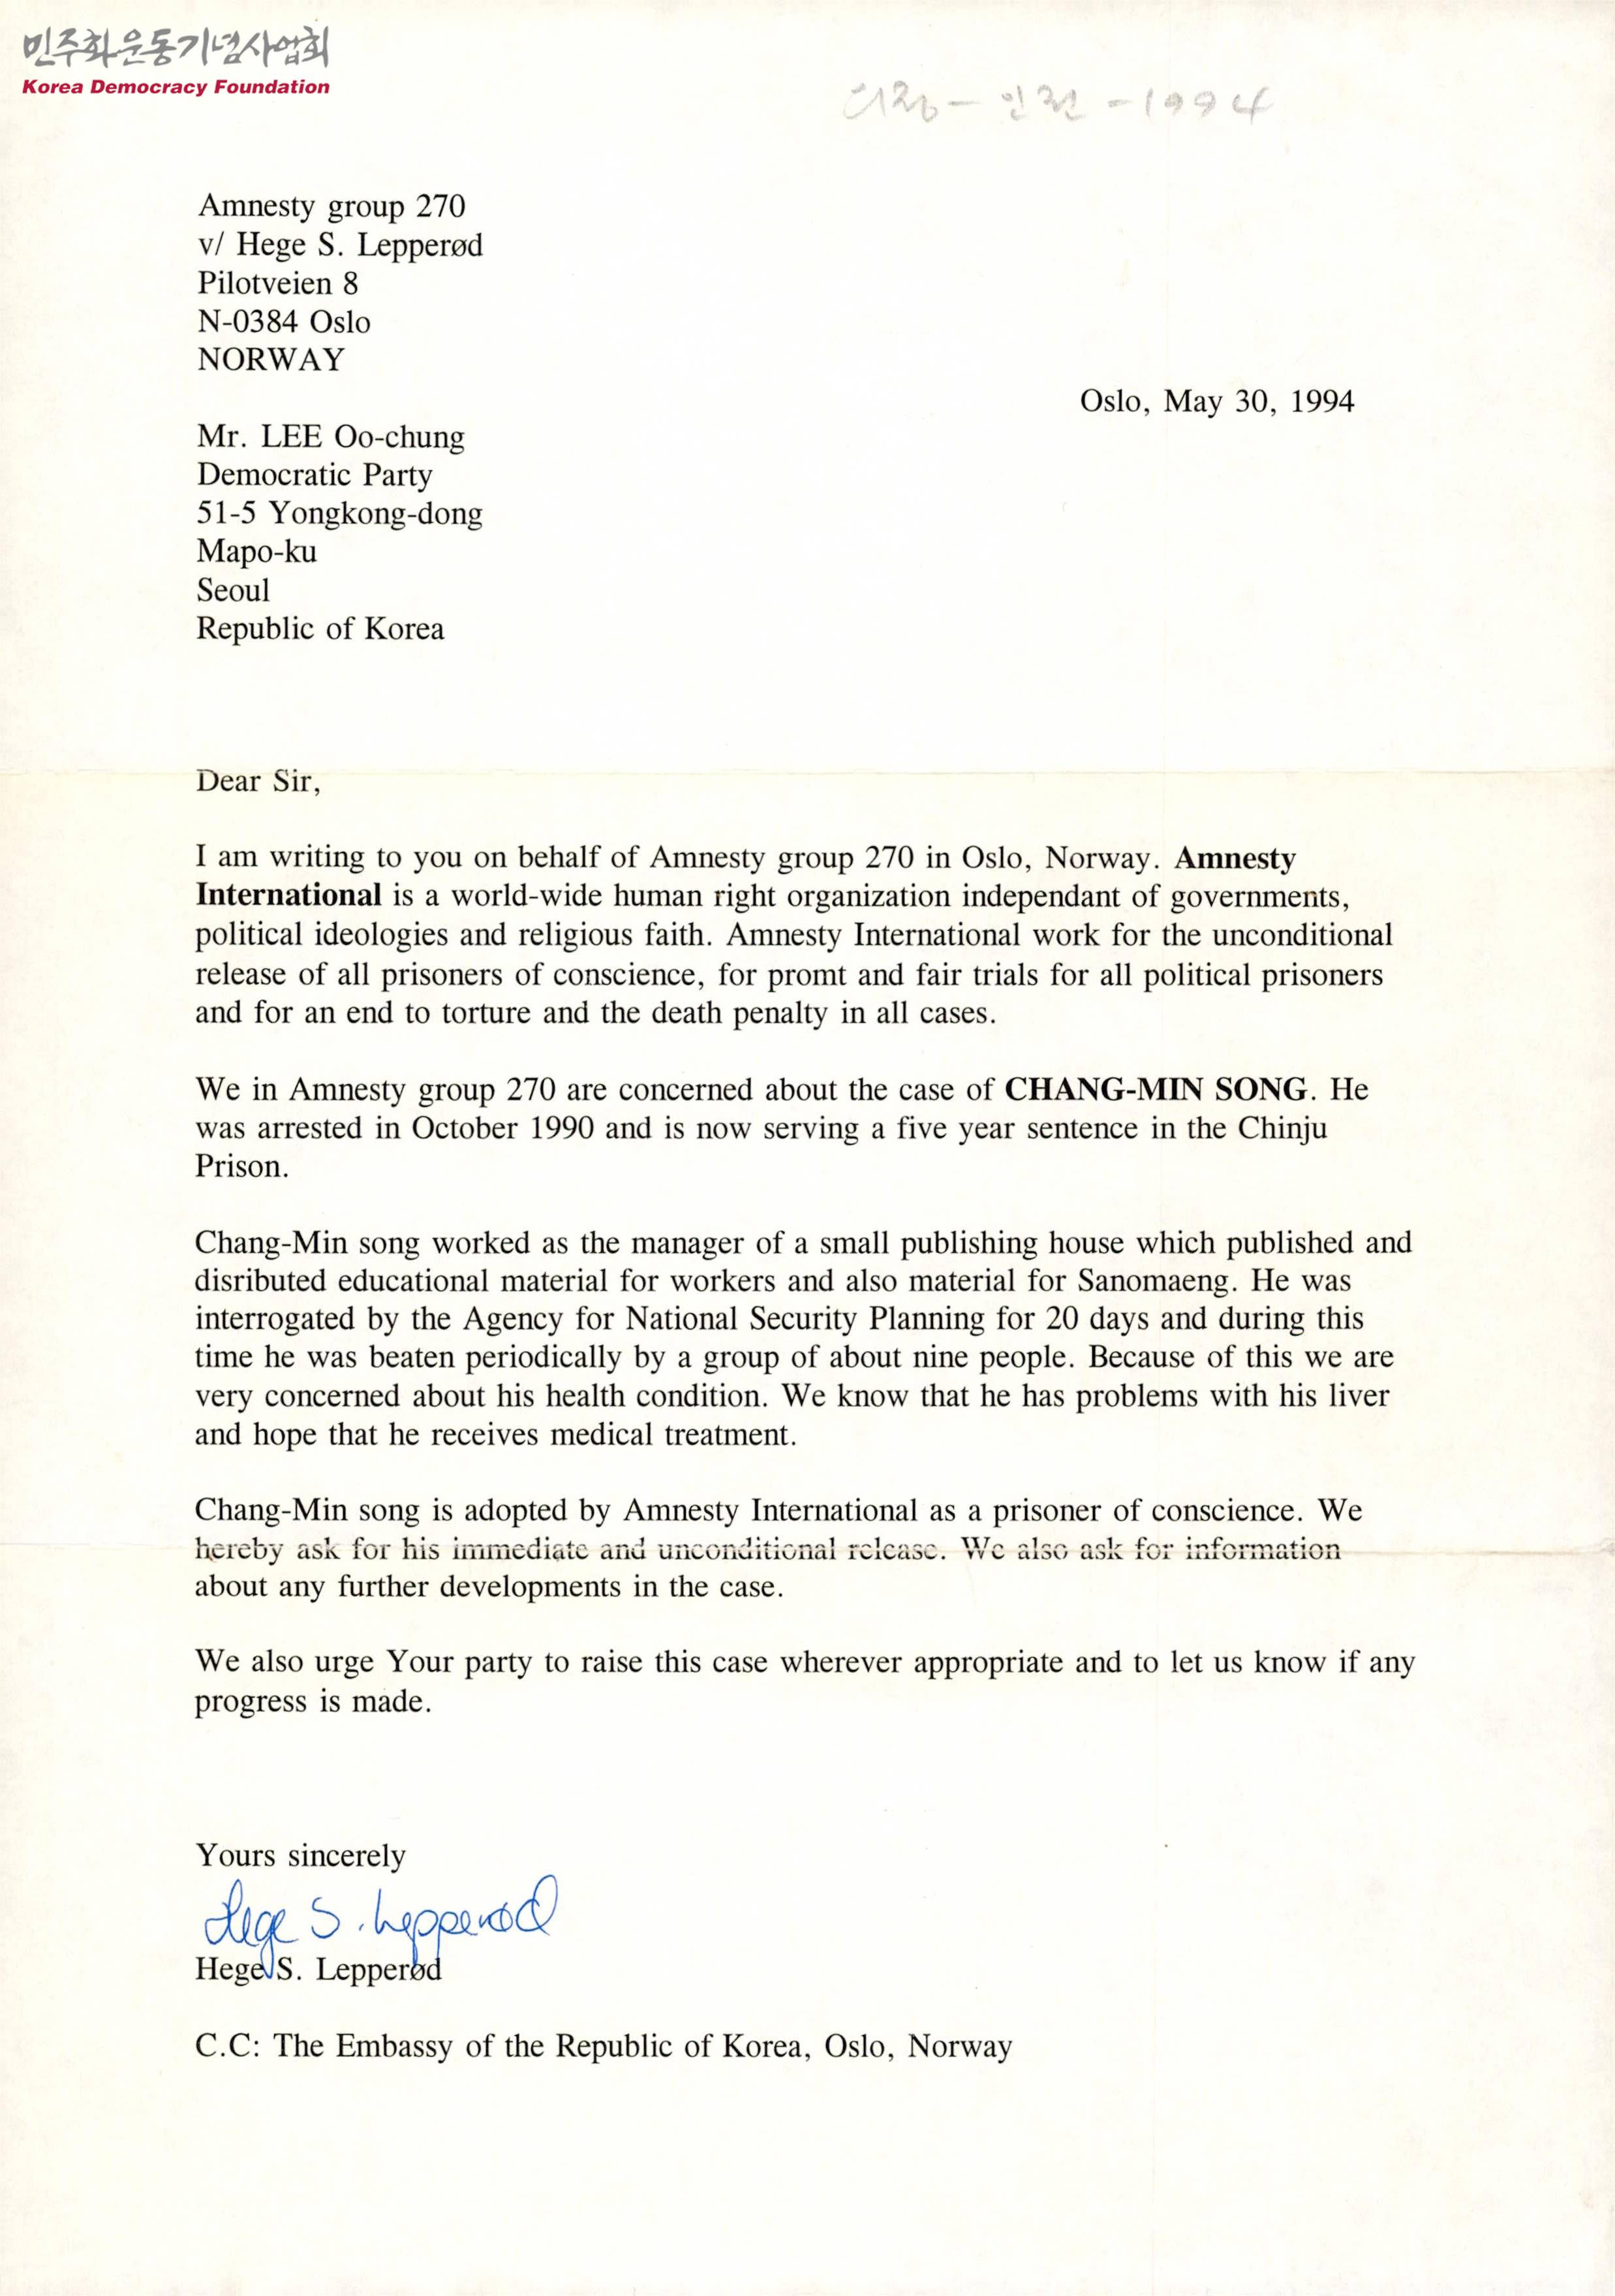 민주화운동기념사업회
Korea Democracy Foundation
-1994
Amnesty group 270
v/ Hege S. Lepperød
Pilotveien 8
N-0384 Oslo
NORWAY
Oslo, May 30, 1994
Mr. LEE Oo-chung
Democratic Party
51-5 Yongkong-dong
Mapo-ku
Seoul
Republic of Korea
Dear Sir,
I am writing to you on behalf of Amnesty group 270 in Oslo, Norway. Amnesty
International is a world-wide human right organization independant of governments,
political ideologies and religious faith. Amnesty International work for the unconditional
release of all prisoners of conscience, for promt and fair trials for all political prisoners
and for an end to torture and the death penalty in all cases.
We in Amnesty group 270 are concerned about the case of CHANG-MIN SONG. He
was arrested in October 1990 and is now serving a five year sentence in the Chinju
Prison.
Chang-Min song worked as the manager of a small publishing house which published and
disributed educational material for workers and also material for Sanomaeng. He was
interrogated by the Agency for National Security Planning for 20 days and during this
time he was beaten periodically by a group of about nine people. Because of this we are
very concerned about his health condition. We know that he has problems with his liver
and hope that he receives medical treatment.
Chang-Min song is adopted by Amnesty International as a prisoner of conscience. We
hereby ask for his immediate and unconditional release. We also ask for information
about any further developments in the case.
We also urge Your party to raise this case wherever appropriate and to let us know if any
progress is made.
Yours sincerely
Hege S. Lepperød
Hege S. Lepperød
C.C: The Embassy of the Republic of Korea, Oslo, Norway